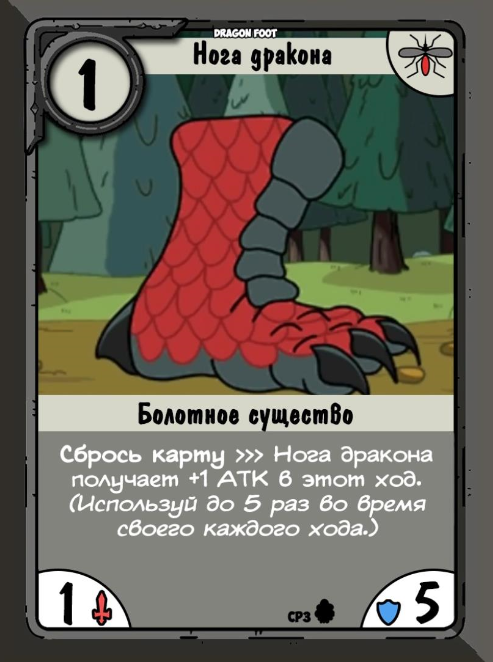 DRAGON FOOT
Нога дракона
1
Болотное существо
Сбрось карту >>> Нога дракона
получает +1 АТК в этот ход.
(Используй до 5 раз во время
своего каждого хода.)
1
СР3
5